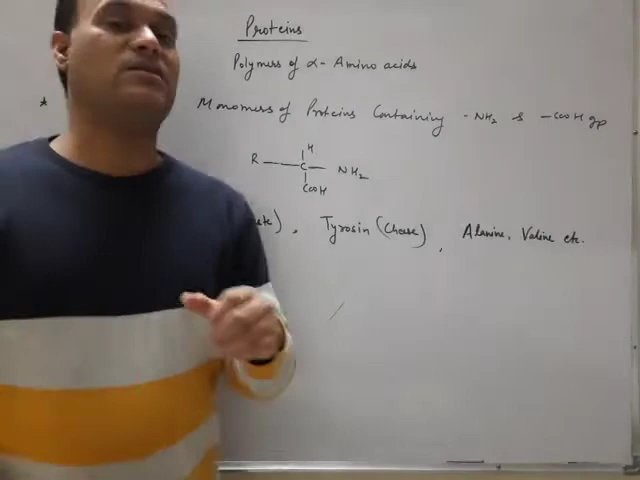 Proteins
Polymers of α- Amino acids
* Monomers of Proteins Containing -NH2 & -COOH gp
H
R — C — NH2
COOH
, Tyrosin (Cheese) , Alanine, Valine etc.